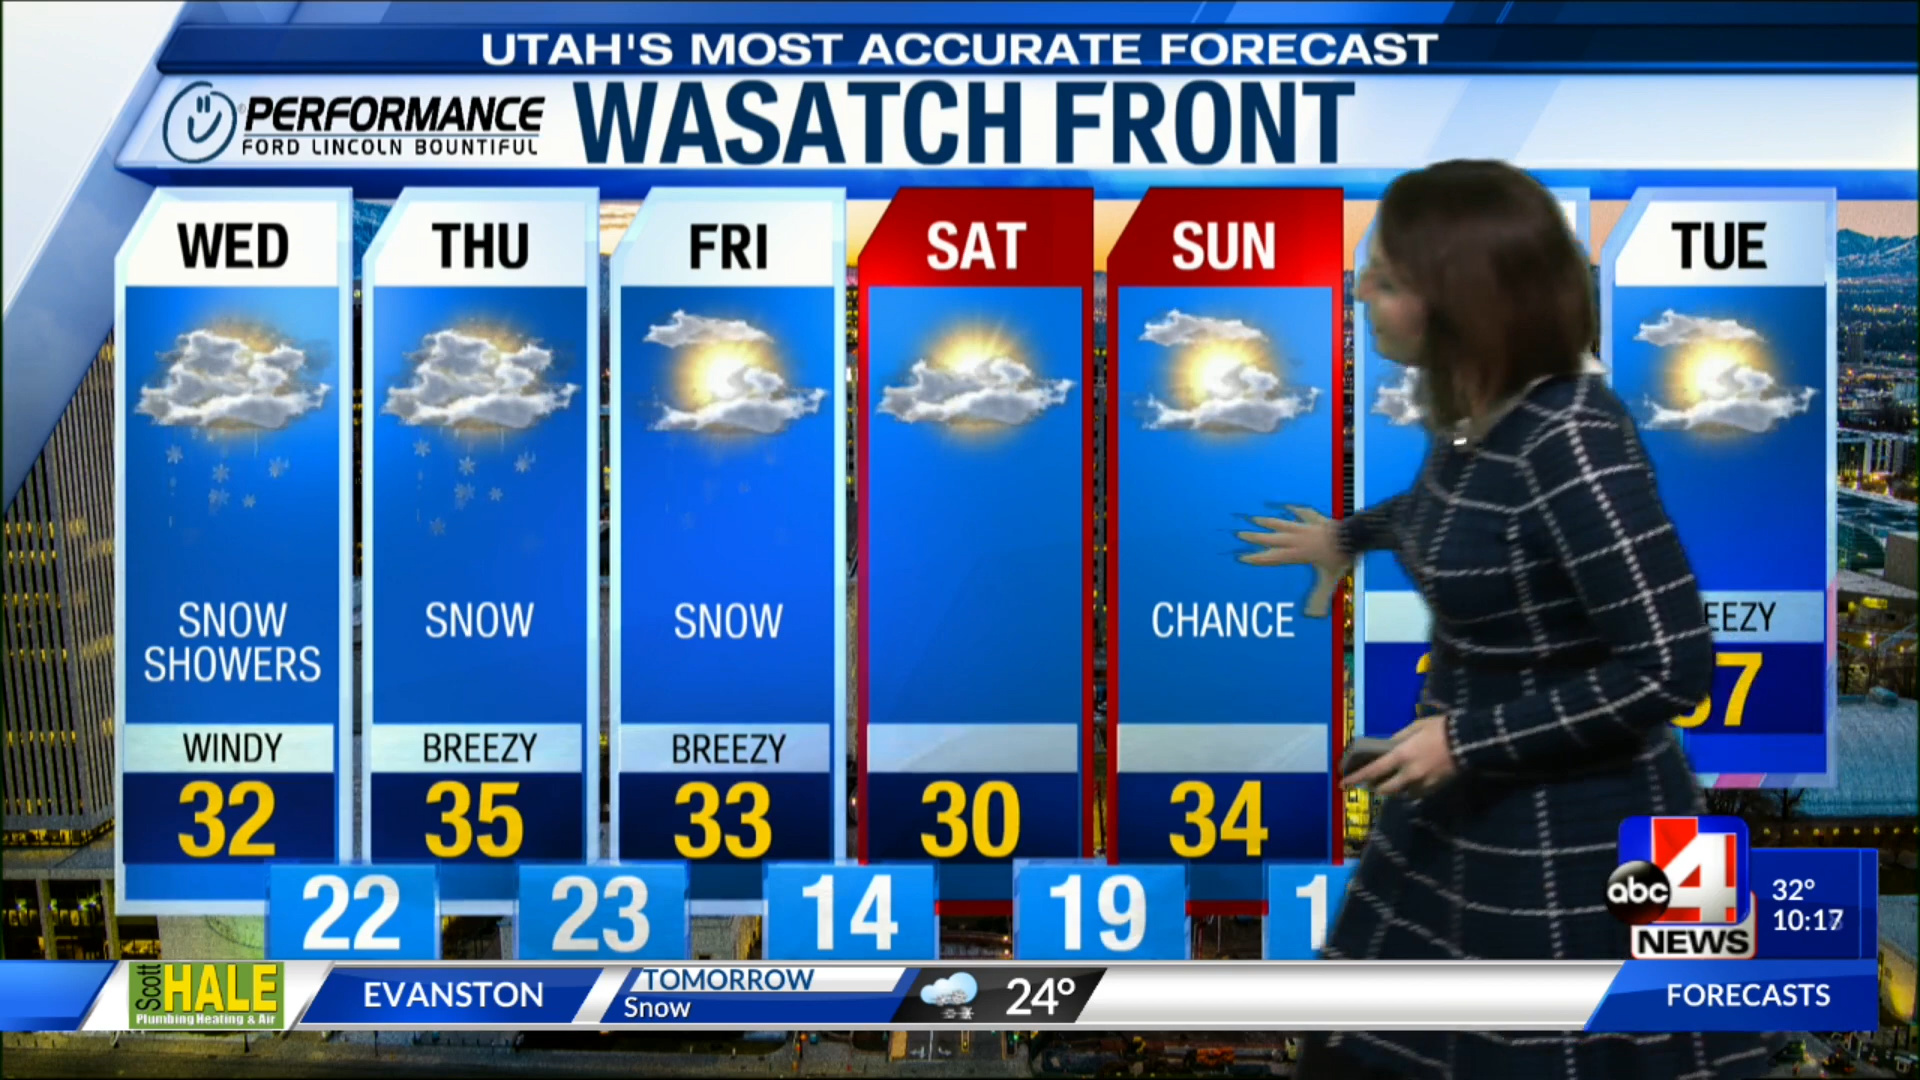 UTAH'S MOST ACCURATE FORECAST
PERFORMANCE
FORD LINCOLN BOUNTIFUL
WASATCH FRONT
WED
THU
FRI
SAT
SUN
TUE
SNOW
SHOWERS
SNOW
SNOW
CHANCE
WINDY
BREEZY
BREEZY
EEZY
32
35
33
30
34
7
22
23
14
19
1
abc
4
NEWS
32°
10:17
Scott
HALE
Plumbing Heating & Air
EVANSTON
TOMORROW
Snow
24°
FORECASTS